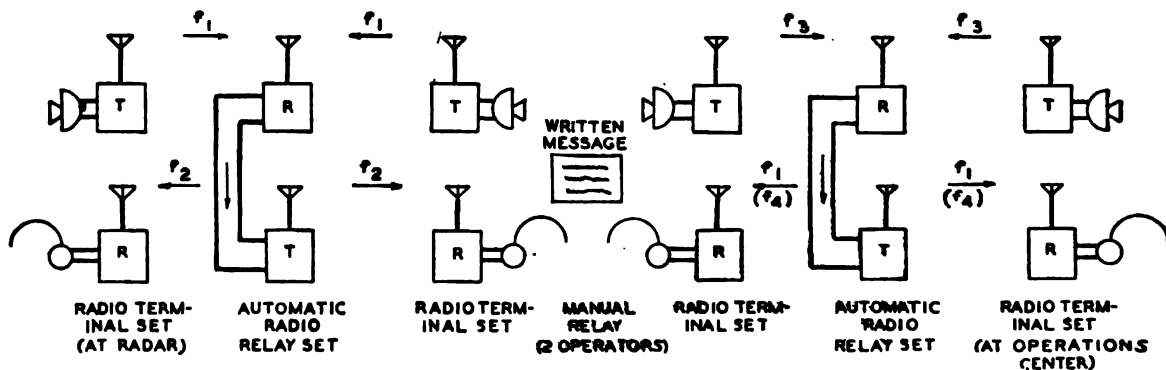 f1 f1 f3 f3
T R T T R T
WRITTEN
MESSAGE
f2 f2 f1 f1
(f4) (f4)
R T R R T R
RADIO TERM-
INAL SET
(AT RADAR)
AUTOMATIC
RADIO
RELAY SET
RADIO TERM-
INAL SET
MANUAL
RELAY
(2 OPERATORS)
RADIO TERM-
INAL SET
AUTOMATIC
RADIO
RELAY SET
RADIO TERM-
INAL SET
(AT OPERATIONS
CENTER)